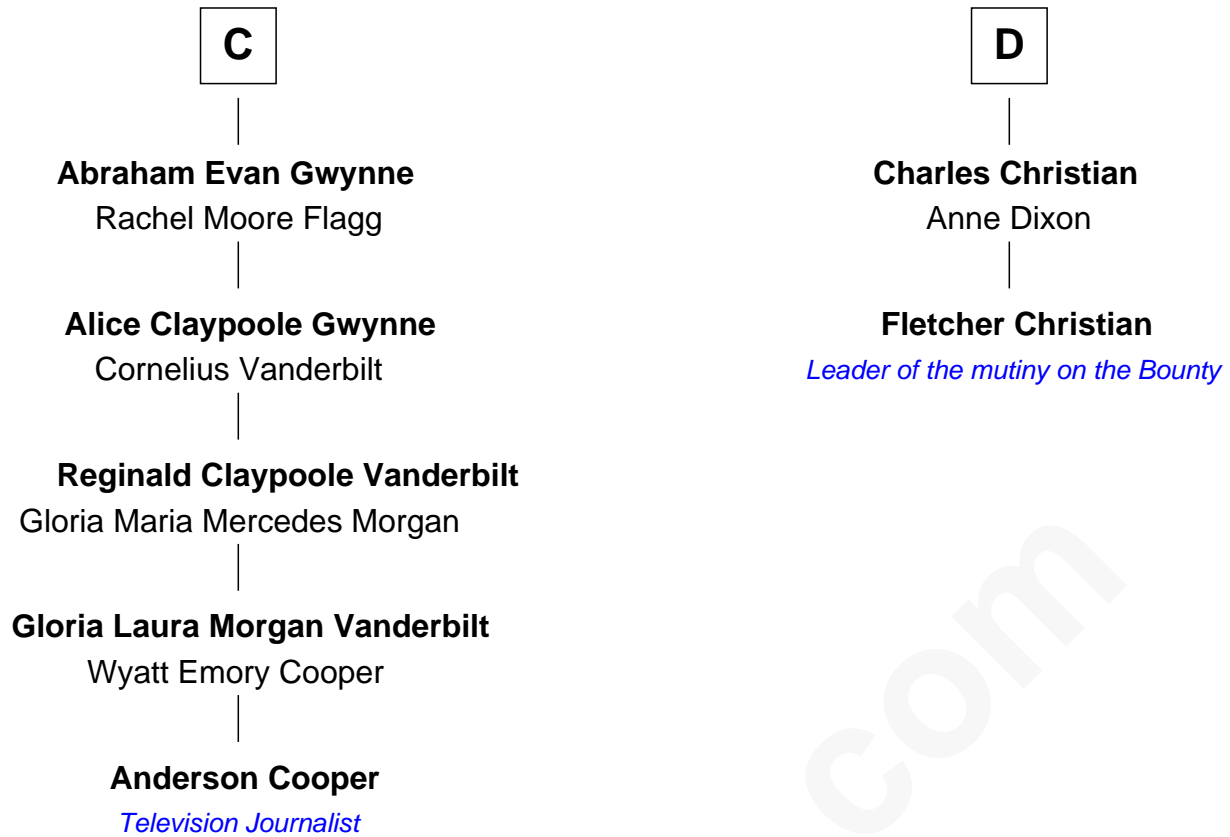 C
Abraham Evan Gwynne
Rachel Moore Flagg
Alice Claypoole Gwynne
Cornelius Vanderbilt
Reginald Claypoole Vanderbilt
Gloria Maria Mercedes Morgan
Gloria Laura Morgan Vanderbilt
Wyatt Emory Cooper
Anderson Cooper
Television Journalist
D
Charles Christian
Anne Dixon
Fletcher Christian
Leader of the mutiny on the Bounty
com